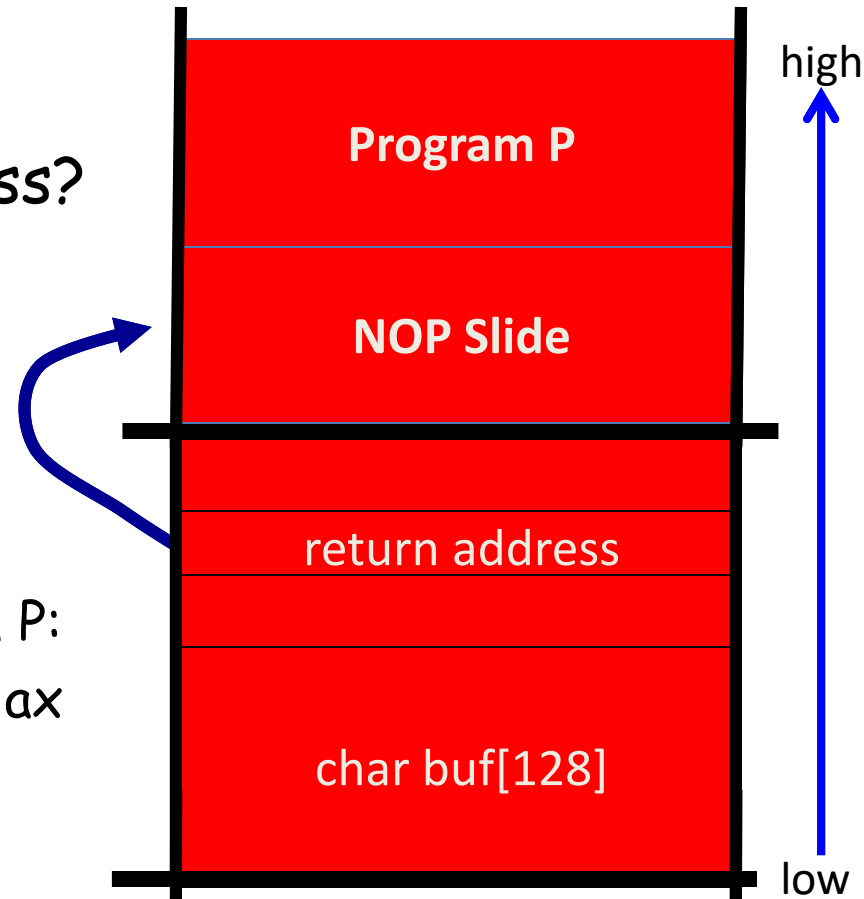 high
Program P
ss?
NOP Slide
return address
P:
ax
char buf[128]
low